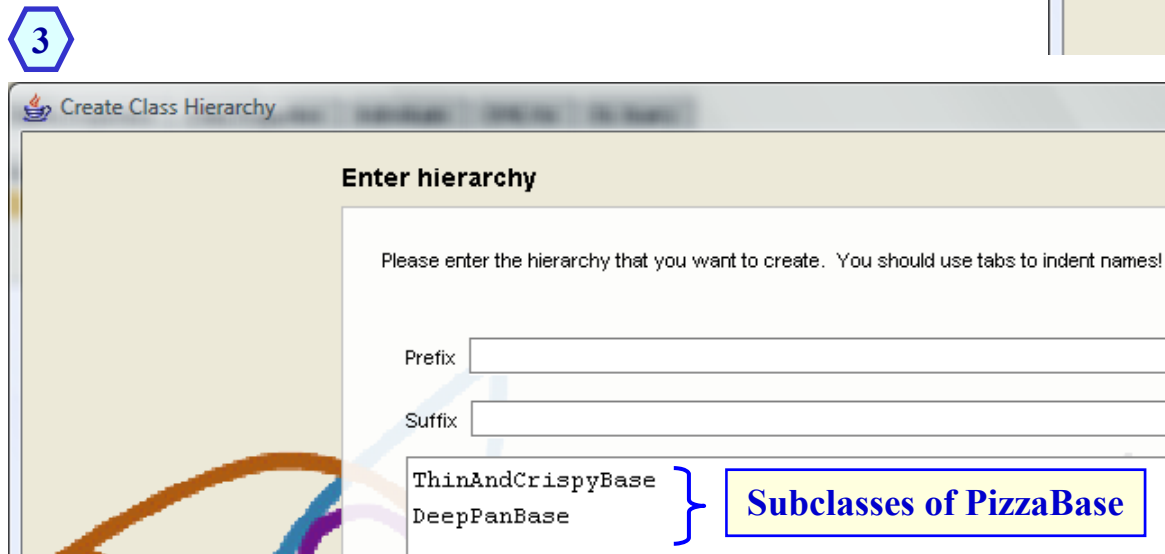 3
Create Class Hierarchy
Enter hierarchy
Please enter the hierarchy that you want to create. You should use tabs to indent names!
Prefix
Suffix
ThinAndCrispyBase
DeepPanBase
Subclasses of PizzaBase